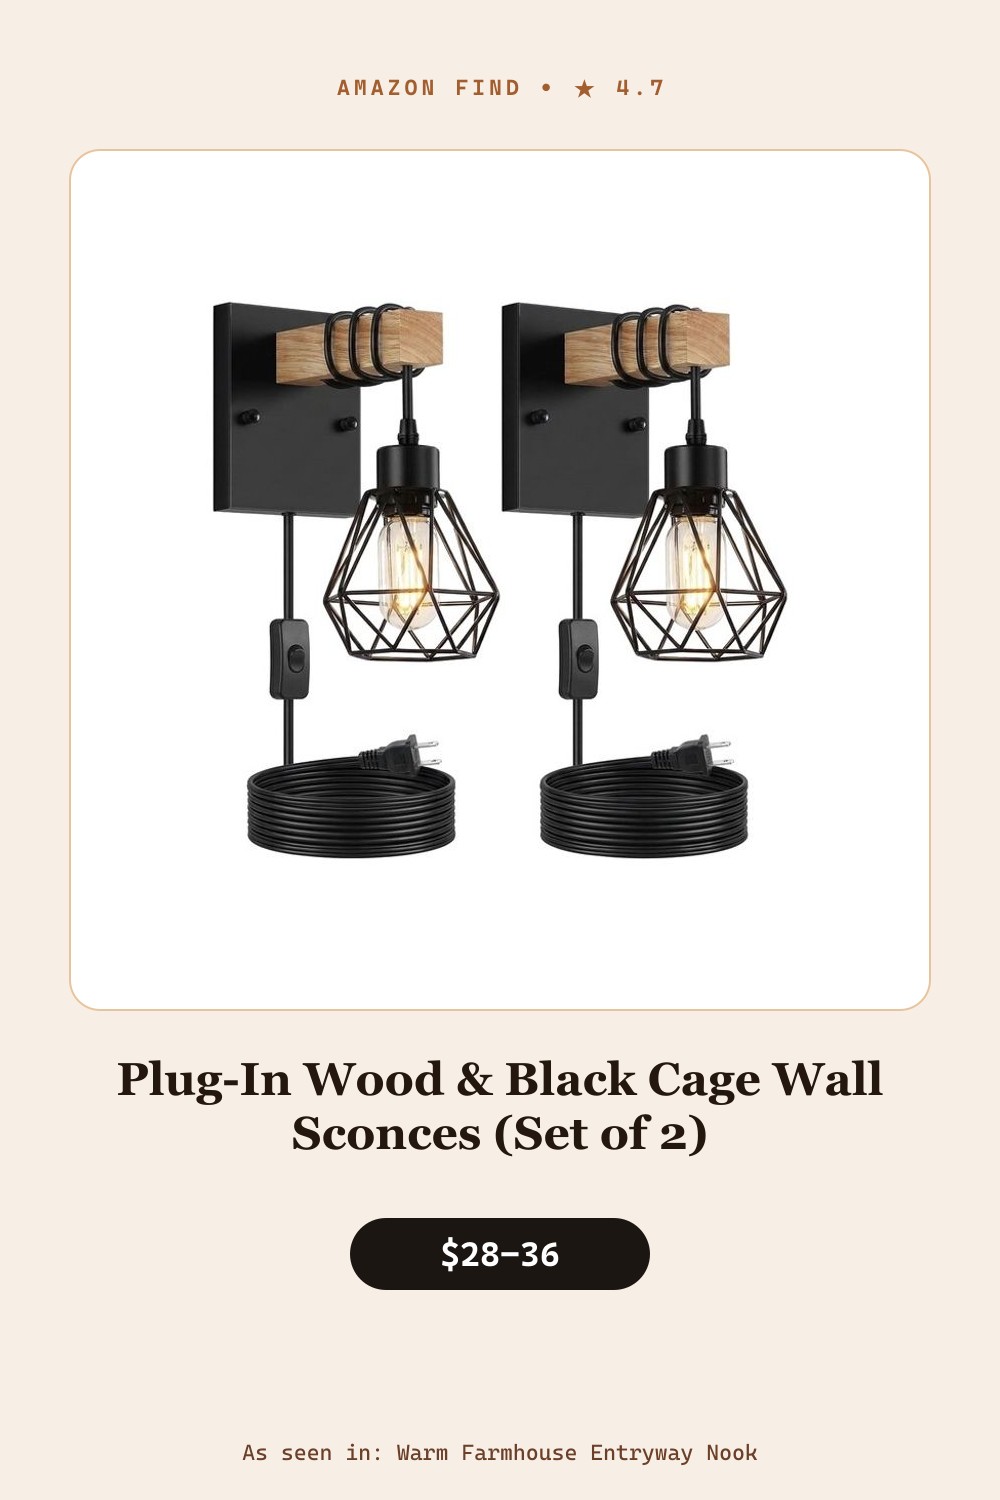 AMAZON FIND • ★ 4.7
Plug-In Wood & Black Cage Wall
Sconces (Set of 2)
$28–36
As seen in: Warm Farmhouse Entryway Nook